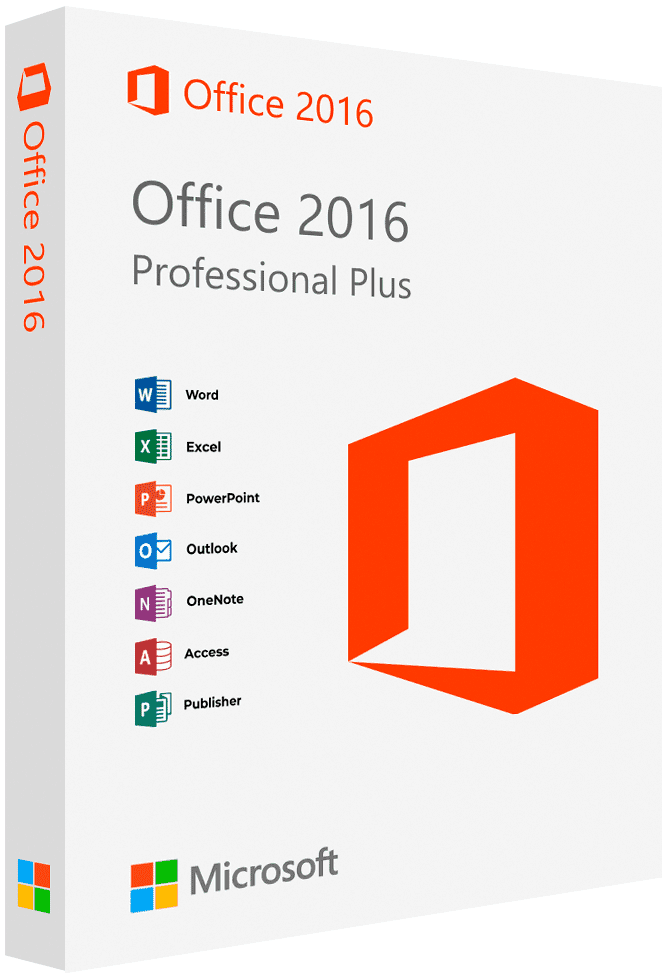 Office 2016
Office 2016
Office 2016
Professional Plus
W Word
X Excel
P PowerPoint
O Outlook
N OneNote
A Access
P Publisher
Microsoft